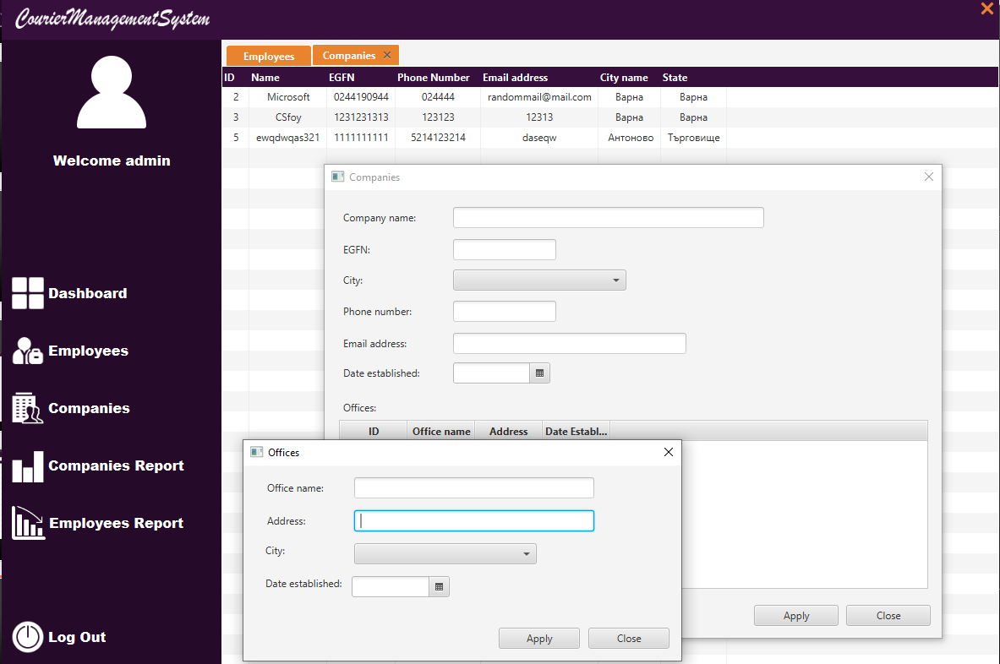 CourierManagementSystem
Welcome admin
Dashboard
Employees
Companies
Companies Report
Employees Report
Log Out
Employees Companies
ID Name EGFN Phone Number Email address City name State
2 Microsoft 0244190944 024444 randommail@mail.com Варна Варна
3 CSfoy 1231231313 123123 12313 Варна Варна
5 ewqdwqas321 1111111111 5214123214 daseqw Антоново Търговище
Companies
Company name:
EGFN:
City:
Phone number:
Email address:
Date established:
Offices:
ID Office name Address Date Establ...
Apply Close
Offices
Office name:
Address:
City:
Date established:
Apply Close